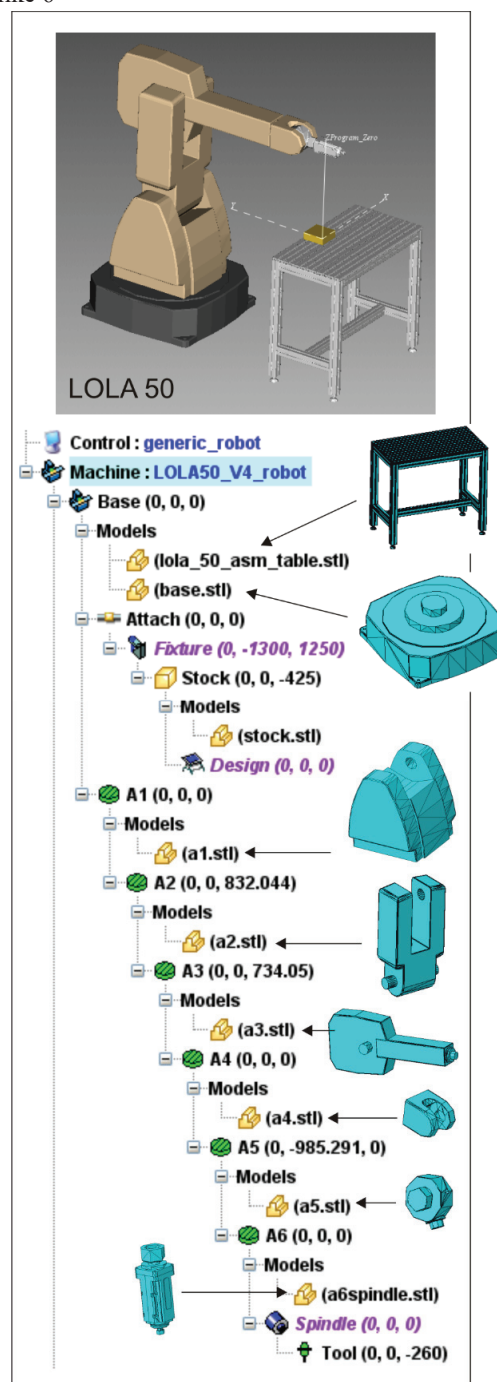 ZProgram_Zero
X
Y
LOLA 50
Control : generic_robot
Machine : LOLA50_V4_robot
Base (0, 0, 0)
Models
(lola_50_asm_table.stl)
(base.stl)
Attach (0, 0, 0)
Fixture (0, -1300, 1250)
Stock (0, 0, -425)
Models
(stock.stl)
Design (0, 0, 0)
A1 (0, 0, 0)
Models
(a1.stl)
A2 (0, 0, 832.044)
Models
(a2.stl)
A3 (0, 0, 734.05)
Models
(a3.stl)
A4 (0, 0, 0)
Models
(a4.stl)
A5 (0, -985.291, 0)
Models
(a5.stl)
A6 (0, 0, 0)
Models
(a6spindle.stl)
Spindle (0, 0, 0)
Tool (0, 0, -260)